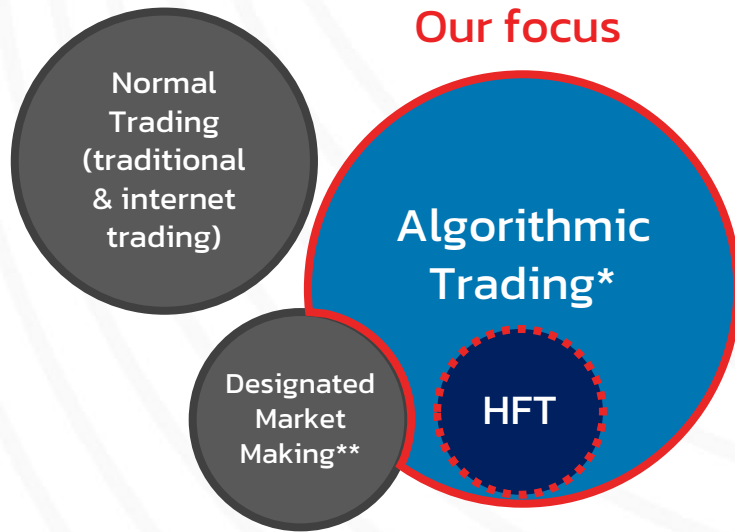 Our focus
Normal
Trading
(traditional
& internet
trading)
Algorithmic
Trading*
Designated
Market
Making**
HFT